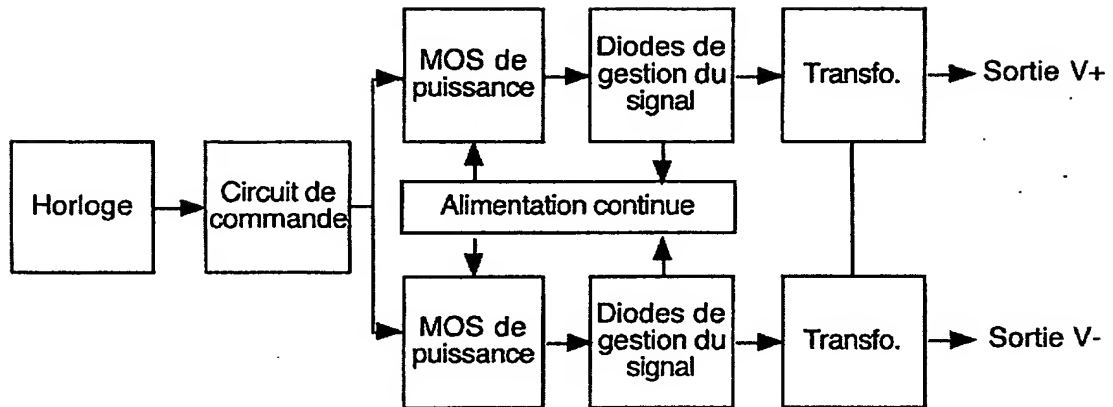 MOS de
puissance
Diodes de
gestion du
signal
Transfo.
Sortie V+
Horloge
Circuit de
commande
Alimentation continue
MOS de
puissance
Diodes de
gestion du
signal
Transfo.
Sortie V-